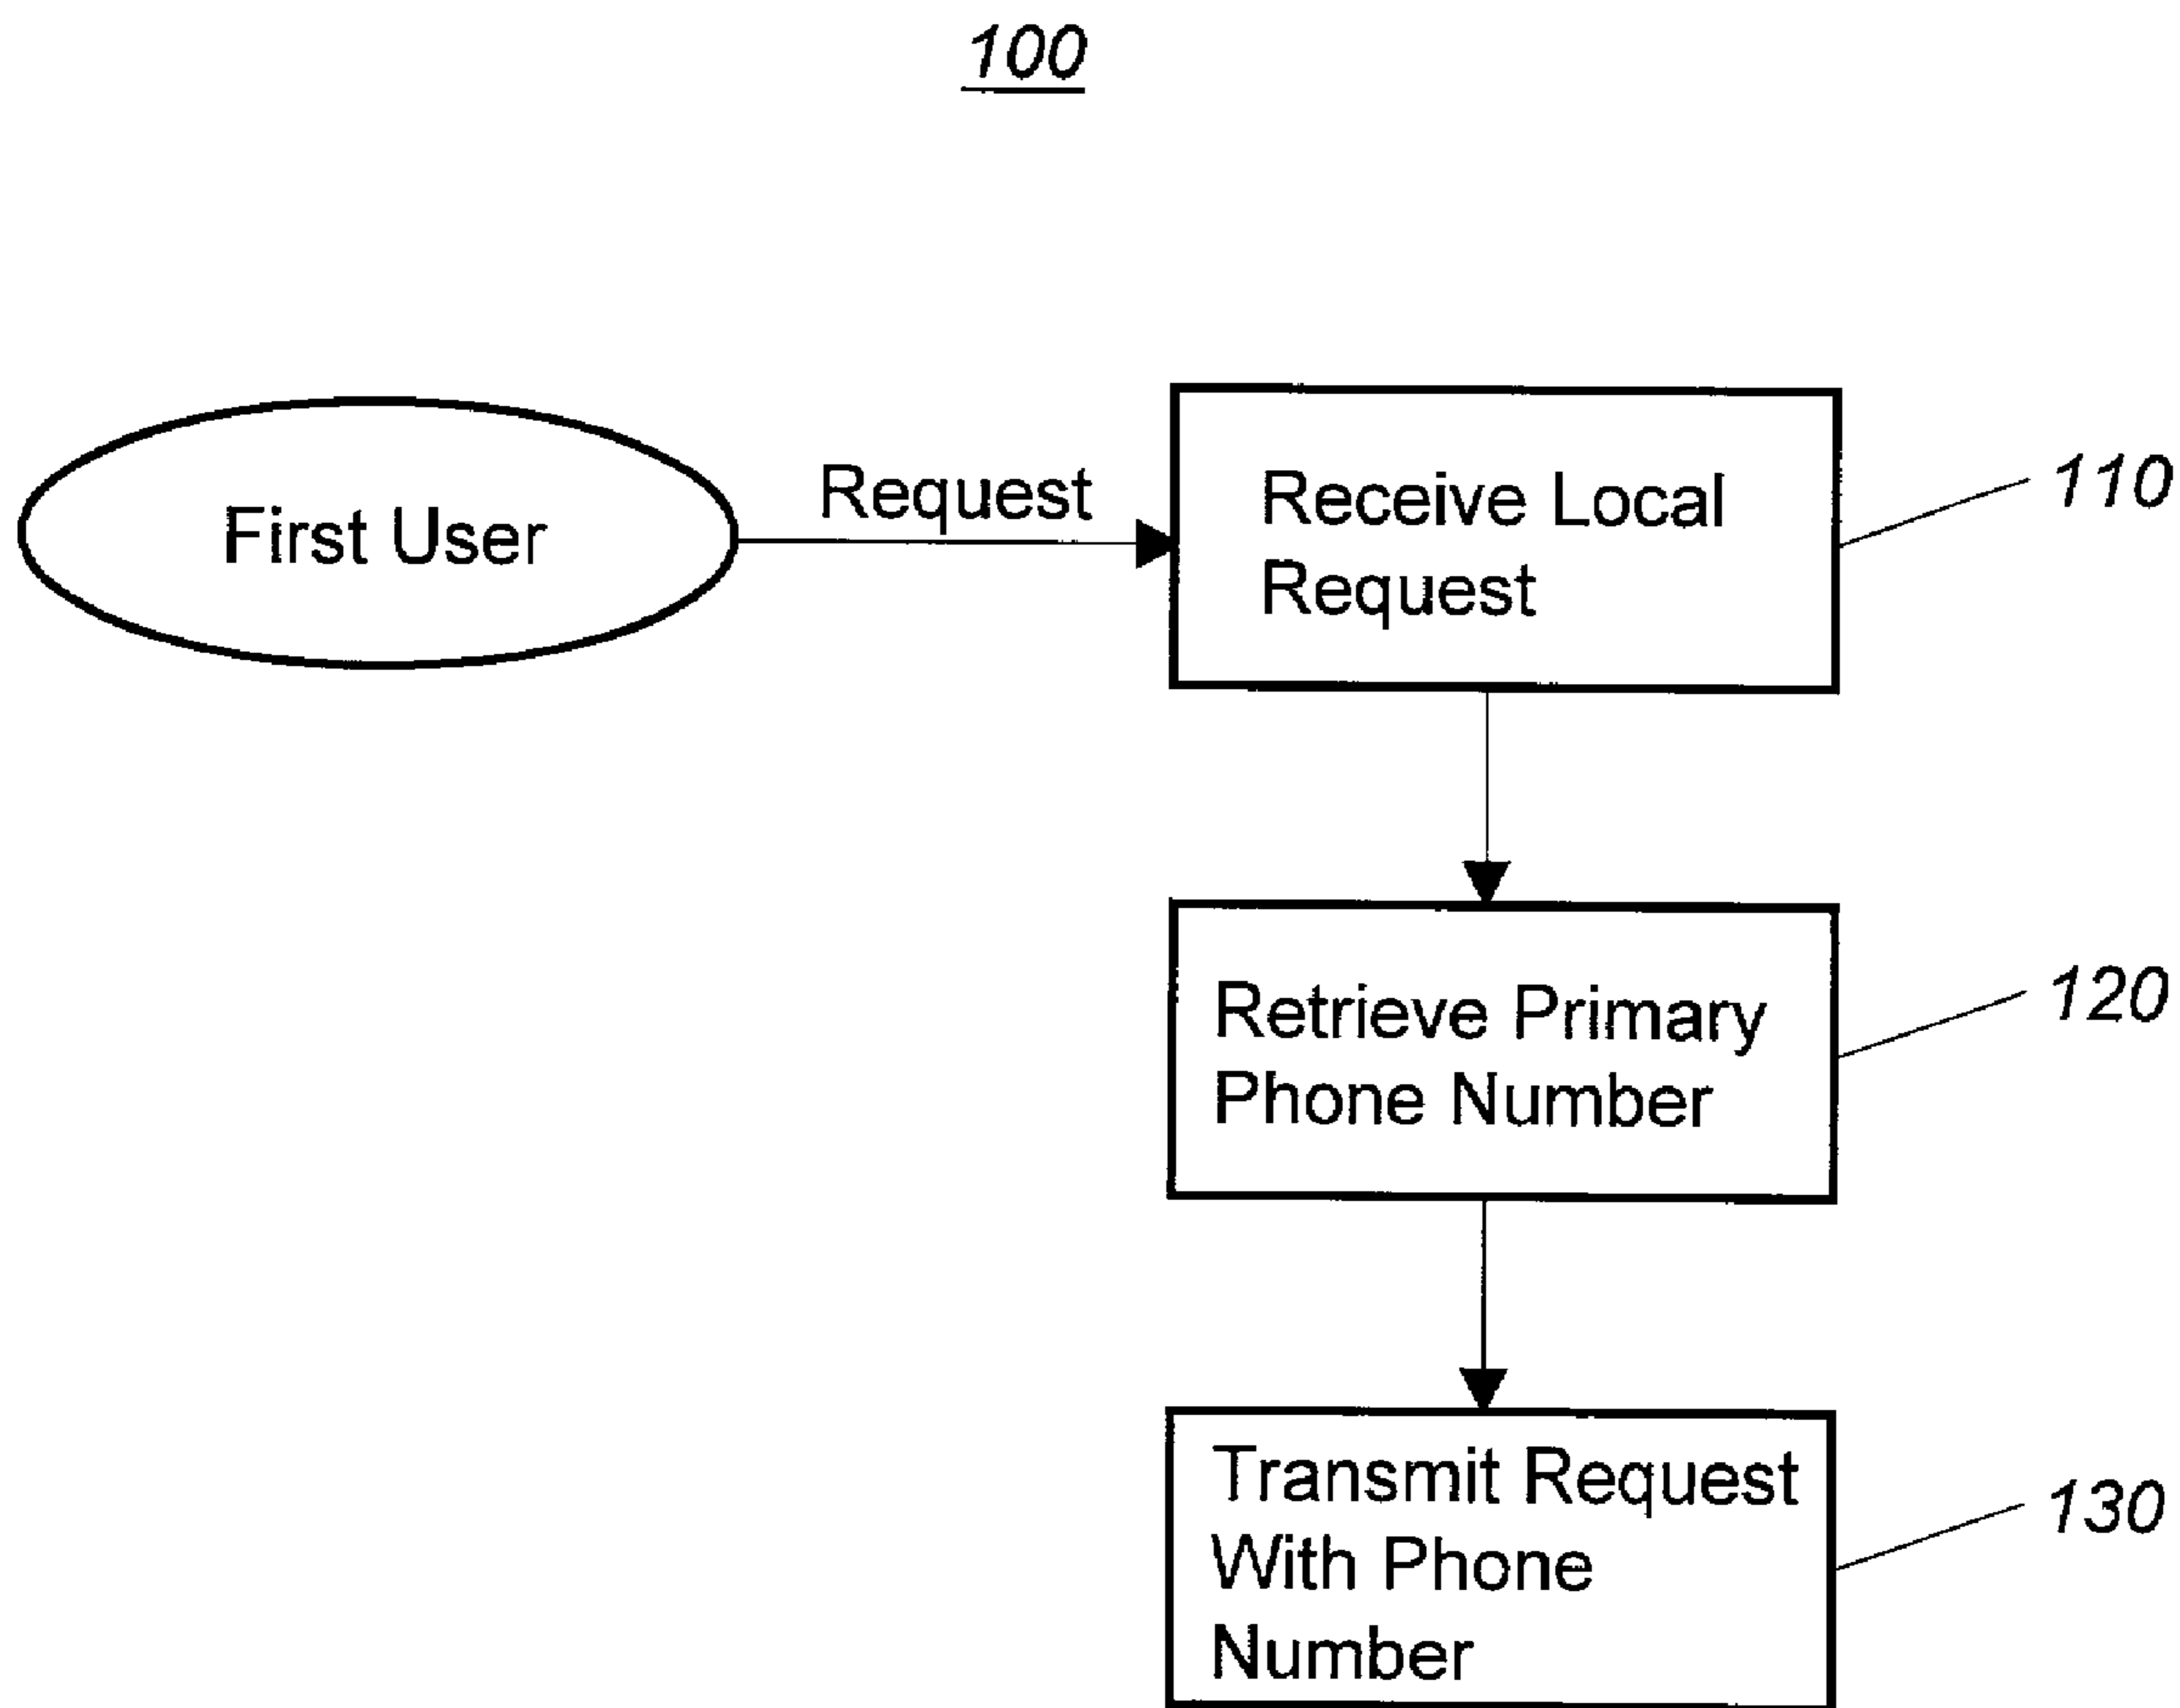 100
First User
Request
Receive Local
Request
110
Retrieve Primary
Phone Number
120
Transmit Request
With Phone
Number
130